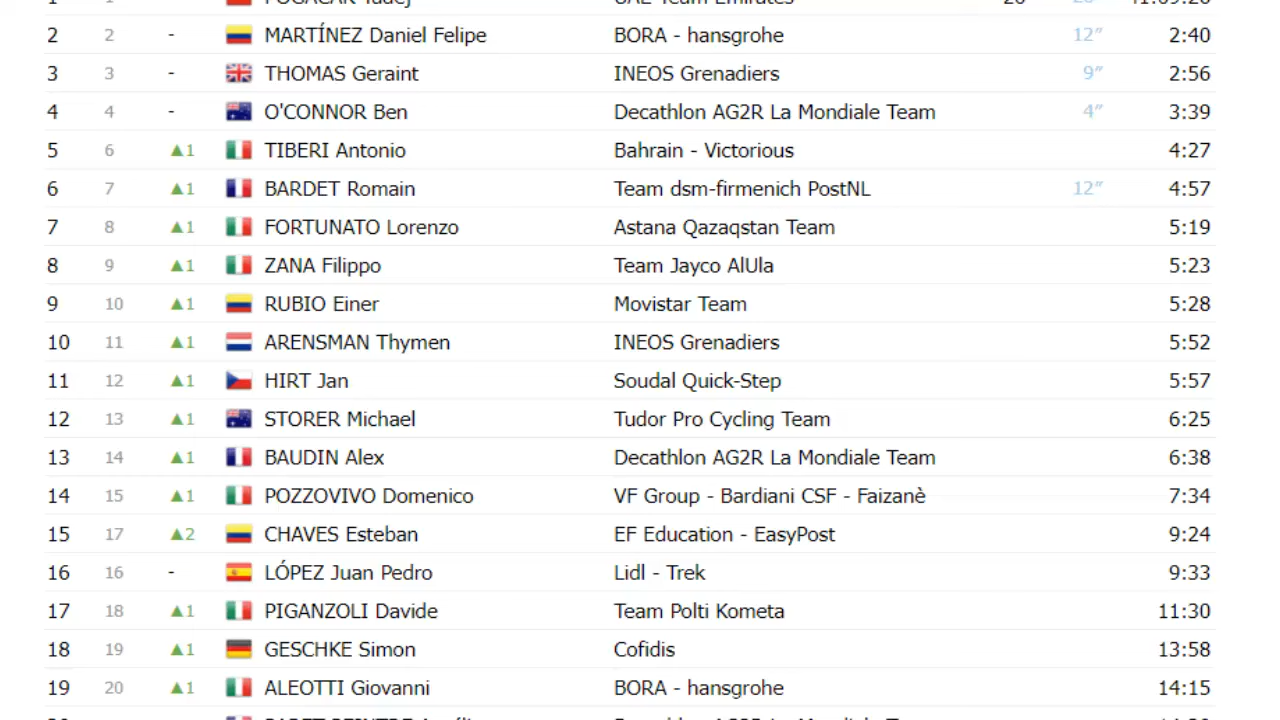 1 1 - POGAČAR Tadej UAE Team Emirates
2 2 - MARTÍNEZ Daniel Felipe BORA - hansgrohe 12″ 2:40
3 3 - THOMAS Geraint INEOS Grenadiers 9″ 2:56
4 4 - O'CONNOR Ben Decathlon AG2R La Mondiale Team 4″ 3:39
5 6 ▲1 TIBERI Antonio Bahrain - Victorious 4:27
6 7 ▲1 BARDET Romain Team dsm-firmenich PostNL 12″ 4:57
7 8 ▲1 FORTUNATO Lorenzo Astana Qazaqstan Team 5:19
8 9 ▲1 ZANA Filippo Team Jayco AlUla 5:23
9 10 ▲1 RUBIO Einer Movistar Team 5:28
10 11 ▲1 ARENSMAN Thymen INEOS Grenadiers 5:52
11 12 ▲1 HIRT Jan Soudal Quick-Step 5:57
12 13 ▲1 STORER Michael Tudor Pro Cycling Team 6:25
13 14 ▲1 BAUDIN Alex Decathlon AG2R La Mondiale Team 6:38
14 15 ▲1 POZZOVIVO Domenico VF Group - Bardiani CSF - Faizanè 7:34
15 17 ▲2 CHAVES Esteban EF Education - EasyPost 9:24
16 16 - LÓPEZ Juan Pedro Lidl - Trek 9:33
17 18 ▲1 PIGANZOLI Davide Team Polti Kometa 11:30
18 19 ▲1 GESCHKE Simon Cofidis 13:58
19 20 ▲1 ALEOTTI Giovanni BORA - hansgrohe 14:15